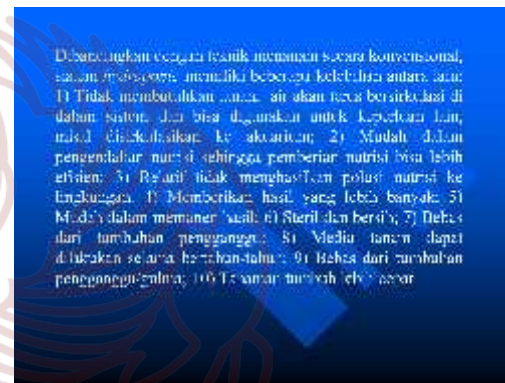 Dibandingkan dengan teknik menanam secara konvensional,
sistem hydroponic memiliki beberapa kelebihan antara lain:
1) Tidak membutuhkan tanah, air akan terus bersirkulasi di
dalam sistem dan bisa digunakan untuk keperluan lain,
misal disirkulasikan ke akuarium; 2) Mudah dalam
pengendalian nutrisi sehingga pemberian nutrisi bisa lebih
efisien; 3) Relatif tidak menghasilkan polusi nutrisi ke
lingkungan; 4) Memberikan hasil yang lebih banyak; 5)
Mudah dalam memanen hasil; 6) Steril dan bersih; 7) Bebas
dari tumbuhan pengganggu; 8) Media tanam dapat
dilakukan selama bertahun-tahun; 9) Bebas dari tumbuhan
pengganggu/gulma; 10) Tanaman tumbuh lebih cepat